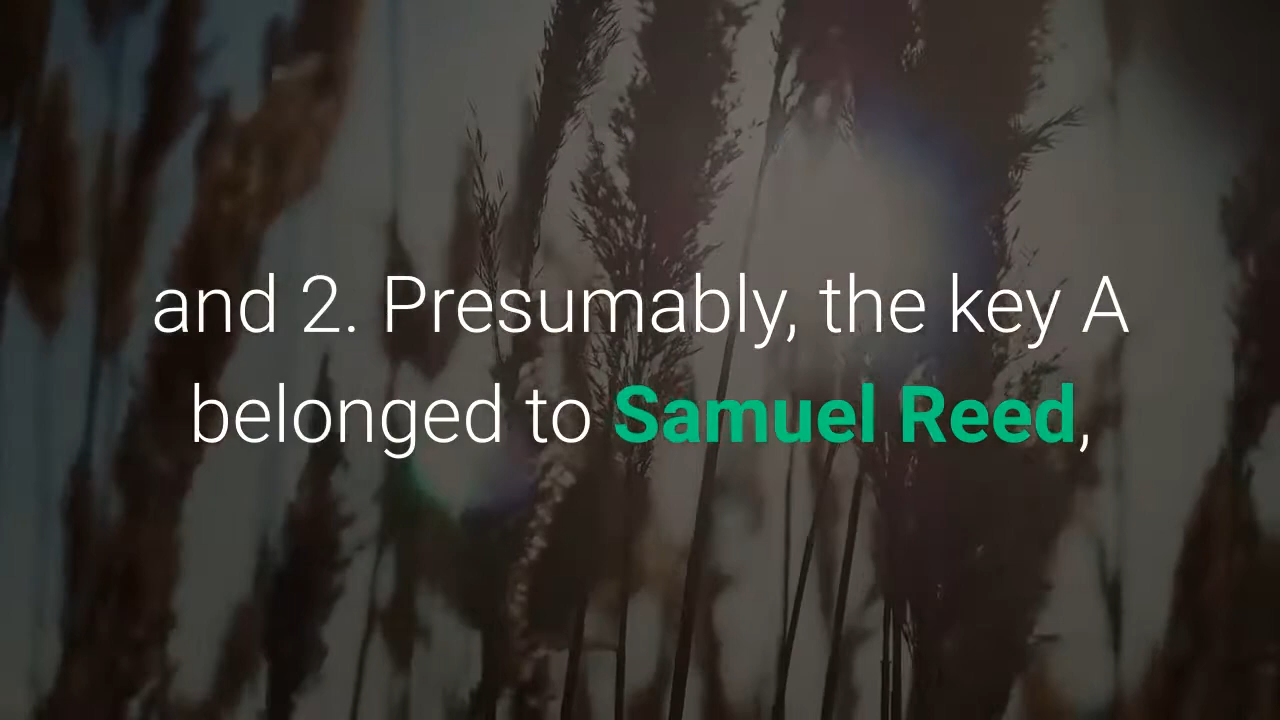 and 2. Presumably, the key A
belonged to Samuel Reed,